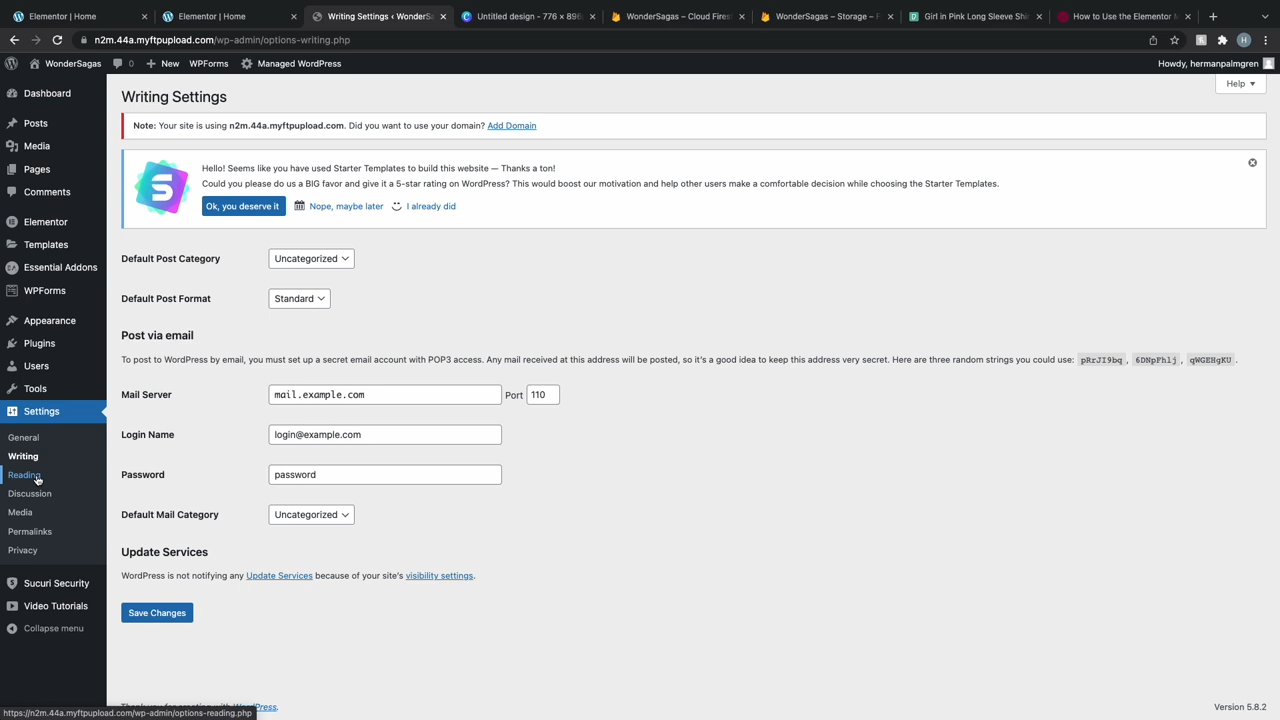 Elementor | Home
Elementor | Home
Writing Settings ‹ WonderSa
Untitled design - 776 × 896
WonderSagas – Cloud Fires
WonderSagas – Storage – F
Girl in Pink Long Sleeve Shi
How to Use the Elementor M
n2m.44a.myftpupload.com/wp-admin/options-writing.php
WonderSagas 0 New WPForms Managed WordPress Howdy, hermanpalmgren
Dashboard
Posts
Media
Pages
Comments
Elementor
Templates
Essential Addons
WPForms
Appearance
Plugins
Users
Tools
Settings
General
Writing
Reading
Discussion
Media
Permalinks
Privacy
Sucuri Security
Video Tutorials
Collapse menu
Help
Writing Settings
Note: Your site is using n2m.44a.myftpupload.com. Did you want to use your domain? Add Domain
Hello! Seems like you have used Starter Templates to build this website — Thanks a ton!
Could you please do us a BIG favor and give it a 5-star rating on WordPress? This would boost our motivation and help other users make a comfortable decision while choosing the Starter Templates.
Ok, you deserve it Nope, maybe later I already did
Default Post Category Uncategorized
Default Post Format Standard
Post via email
To post to WordPress by email, you must set up a secret email account with POP3 access. Any mail received at this address will be posted, so it's a good idea to keep this address very secret. Here are three random strings you could use: pRrJI9bq , 6DNpFhlj , qWGEHgKU .
Mail Server mail.example.com Port 110
Login Name login@example.com
Password password
Default Mail Category Uncategorized
Update Services
WordPress is not notifying any Update Services because of your site's visibility settings.
Save Changes
Thank you for creating with WordPress.
Version 5.8.2
https://n2m.44a.myftpupload.com/wp-admin/options-reading.php